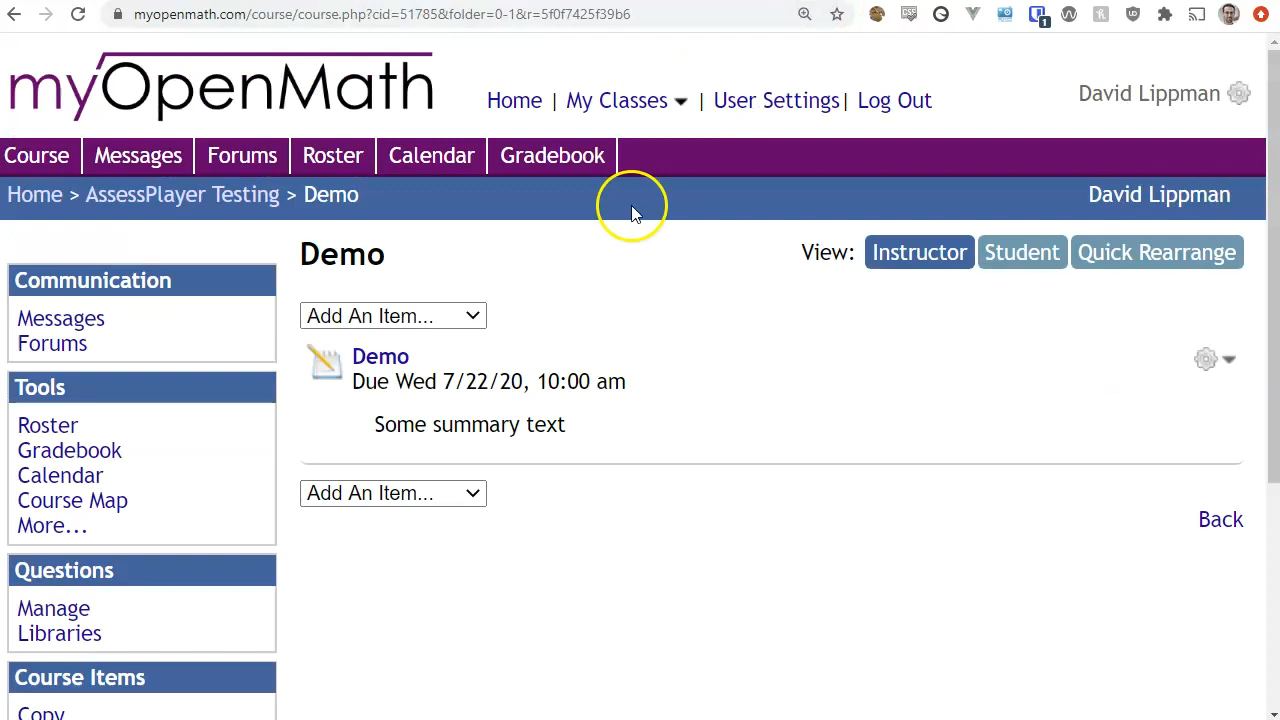 myopenmath.com/course/course.php?cid=51785&folder=0-1&r=5f0f7425f39b6
myOpenMath
Home | My Classes | User Settings | Log Out
David Lippman
Course Messages Forums Roster Calendar Gradebook
Home > AssessPlayer Testing > Demo
David Lippman
Demo
View: Instructor Student Quick Rearrange
Communication
Messages
Forums
Tools
Roster
Gradebook
Calendar
Course Map
More...
Questions
Manage
Libraries
Course Items
Copy
Add An Item...
Demo
Due Wed 7/22/20, 10:00 am
Some summary text
Add An Item...
Back